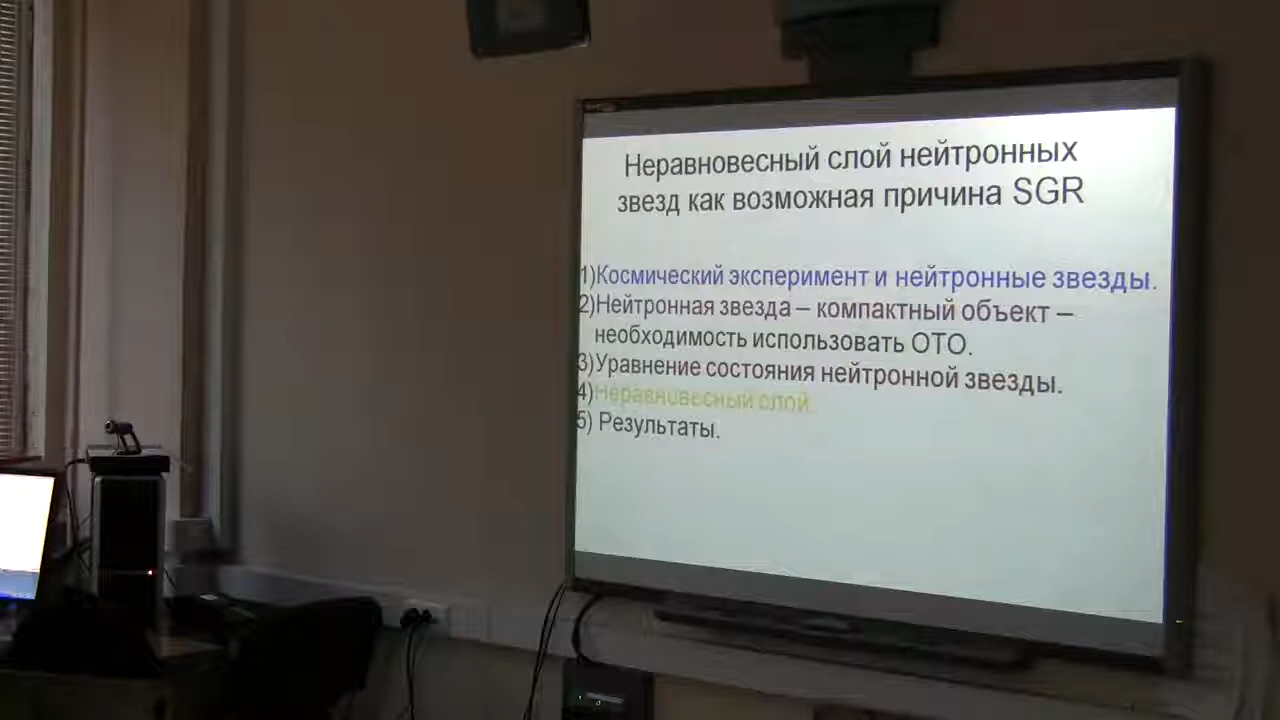 Неравновесный слой нейтронных
звезд как возможная причина SGR
1)Космический эксперимент и нейтронные звезды.
2)Нейтронная звезда – компактный объект –
необходимость использовать ОТО.
3)Уравнение состояния нейтронной звезды.
4)Неравновесный слой.
5) Результаты.